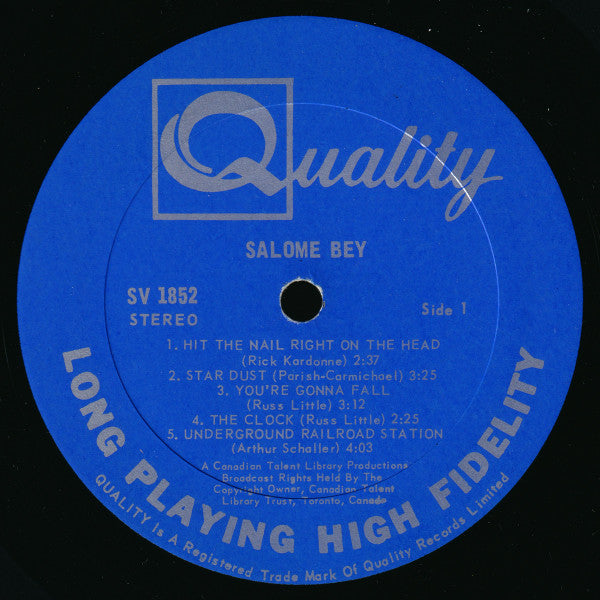 Quality
SALOME BEY
SV 1852
STEREO
Side 1
1. HIT THE NAIL RIGHT ON THE HEAD
(Rick Kardonne) 2:37
2. STAR DUST (Parish-Carmichael) 3:25
3. YOU'RE GONNA FALL
(Russ Little) 3:12
4. THE CLOCK (Russ Little) 2:25
5. UNDERGROUND RAILROAD STATION
(Arthur Schaller) 4:03
A Canadian Talent Library Productions
Broadcast Rights Held By The
Copyright Owner, Canadian Talent
Library Trust, Toronto, Canada
LONG PLAYING HIGH FIDELITY
QUALITY Is A Registered Trade Mark Of Quality Records Limited